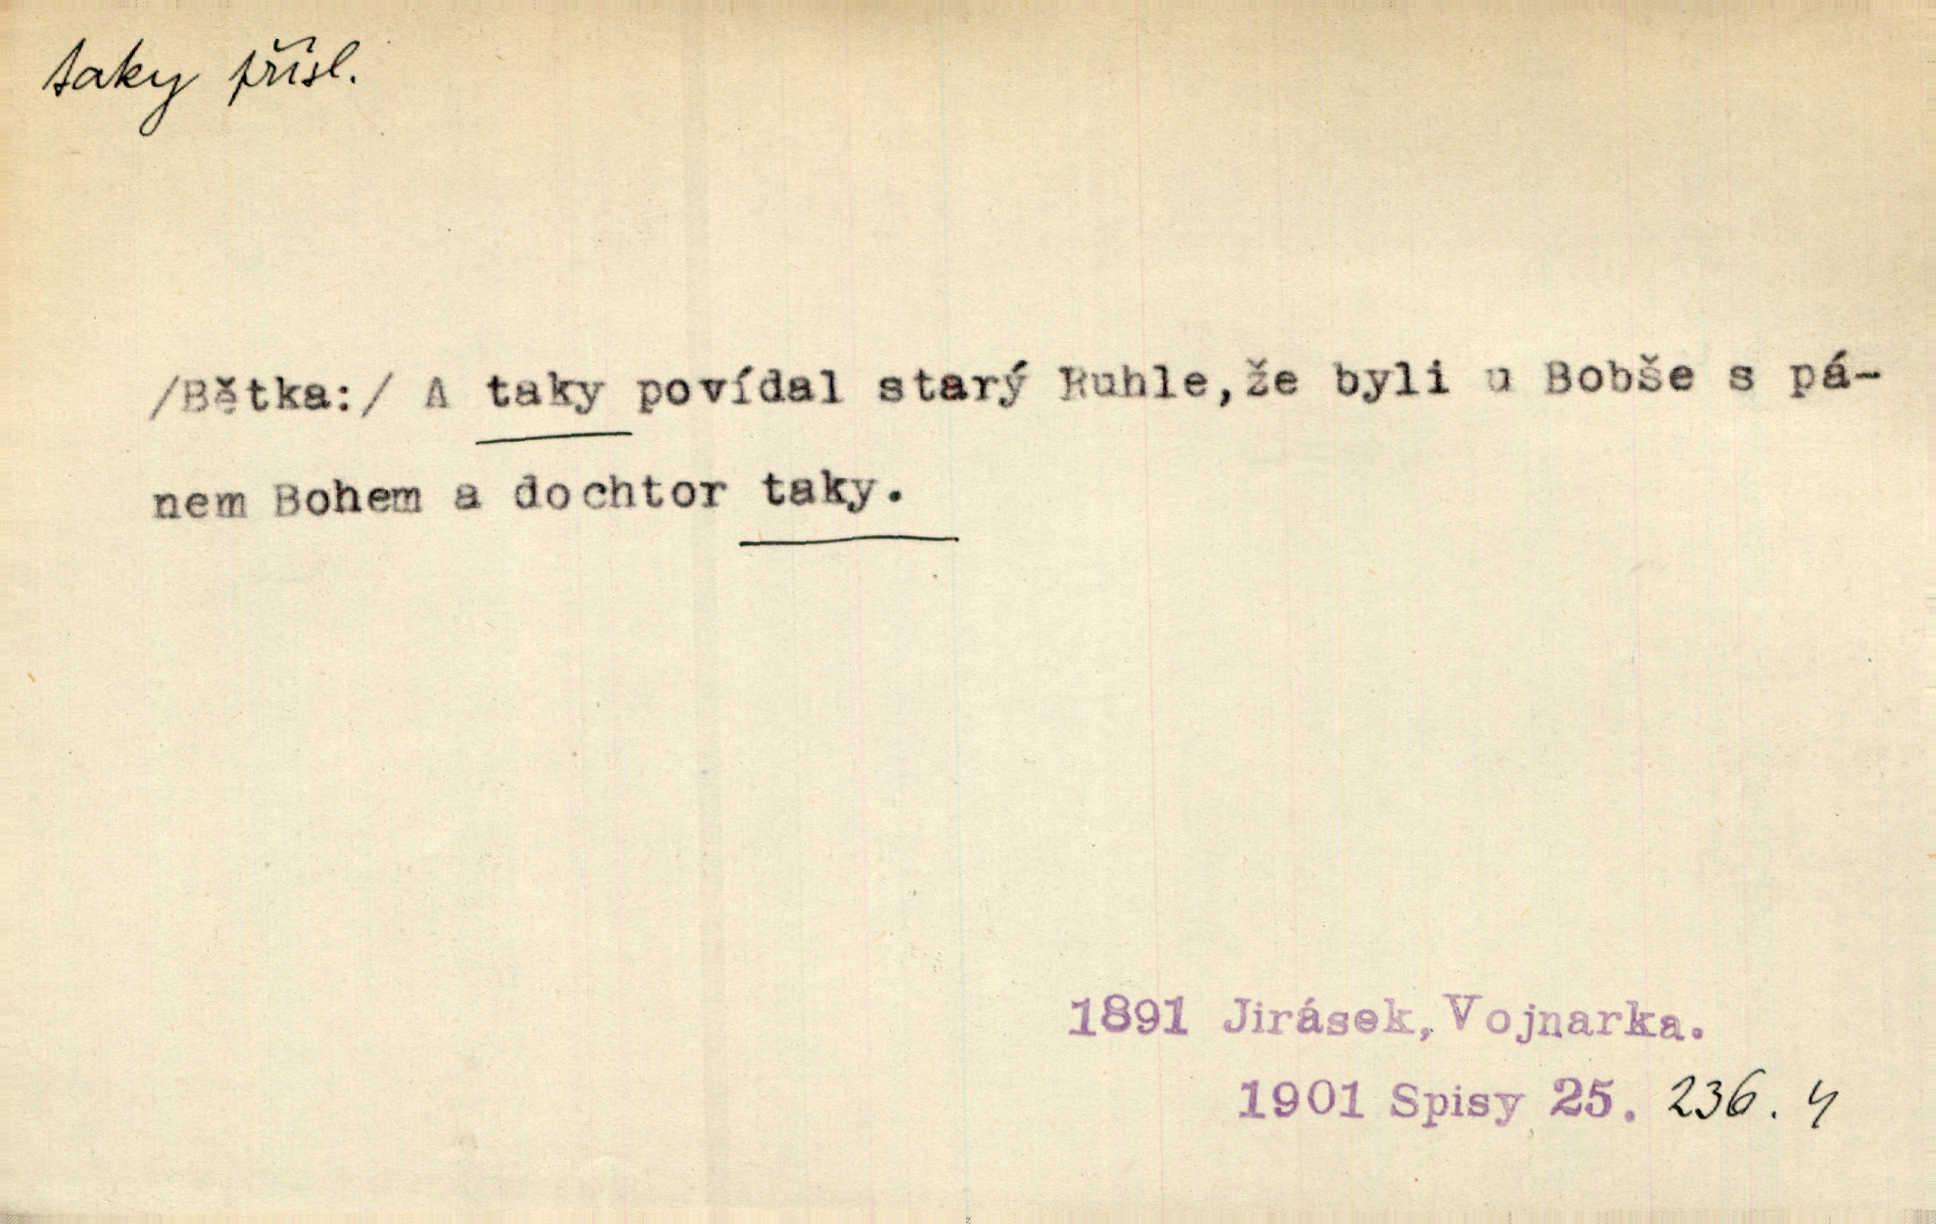 taky přísl.
/Bětka:/ A taky povídal starý Ruhle,že byli u Bobše s pá-
nem Bohem a dochtor taky.
1891 Jirásek, Vojnarka.
1901 Spisy 25. 236. 4